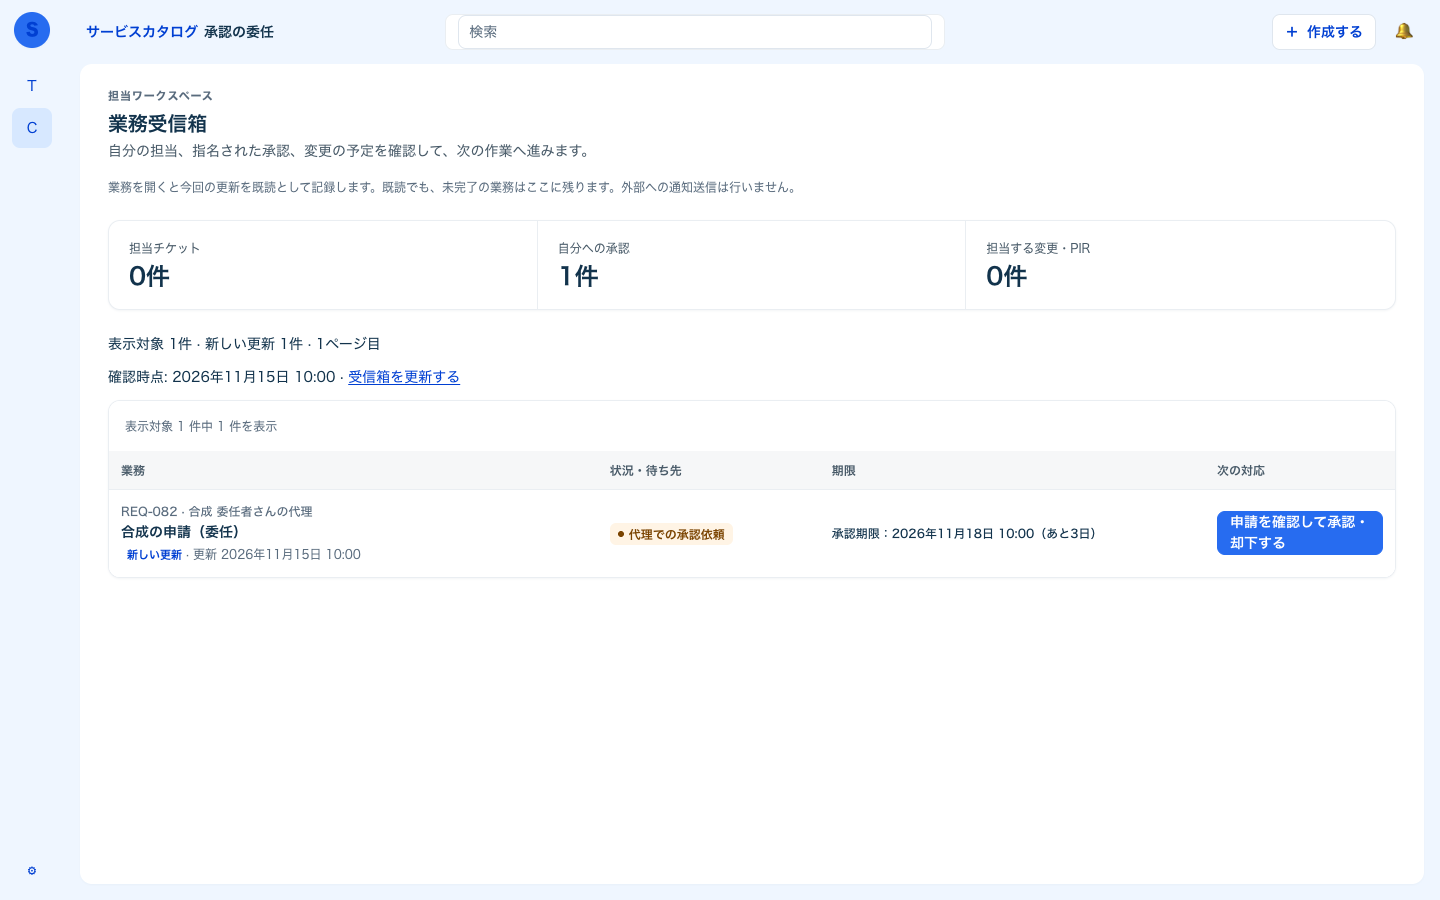 S
サービスカタログ 承認の委任
検索
+ 作成する
T
C
担当ワークスペース
業務受信箱
自分の担当、指名された承認、変更の予定を確認して、次の作業へ進みます。
業務を開くと今回の更新を既読として記録します。既読でも、未完了の業務はここに残ります。外部への通知送信は行いません。
担当チケット
0件
自分への承認
1件
担当する変更・PIR
0件
表示対象 1件 · 新しい更新 1件 · 1ページ目
確認時点: 2026年11月15日 10:00 · 受信箱を更新する
表示対象 1 件中 1 件を表示
業務 状況・待ち先 期限 次の対応
REQ-082 · 合成 委任者さんの代理
合成の申請（委任）
新しい更新 · 更新 2026年11月15日 10:00
代理での承認依頼
承認期限：2026年11月18日 10:00（あと3日）
申請を確認して承認・
却下する